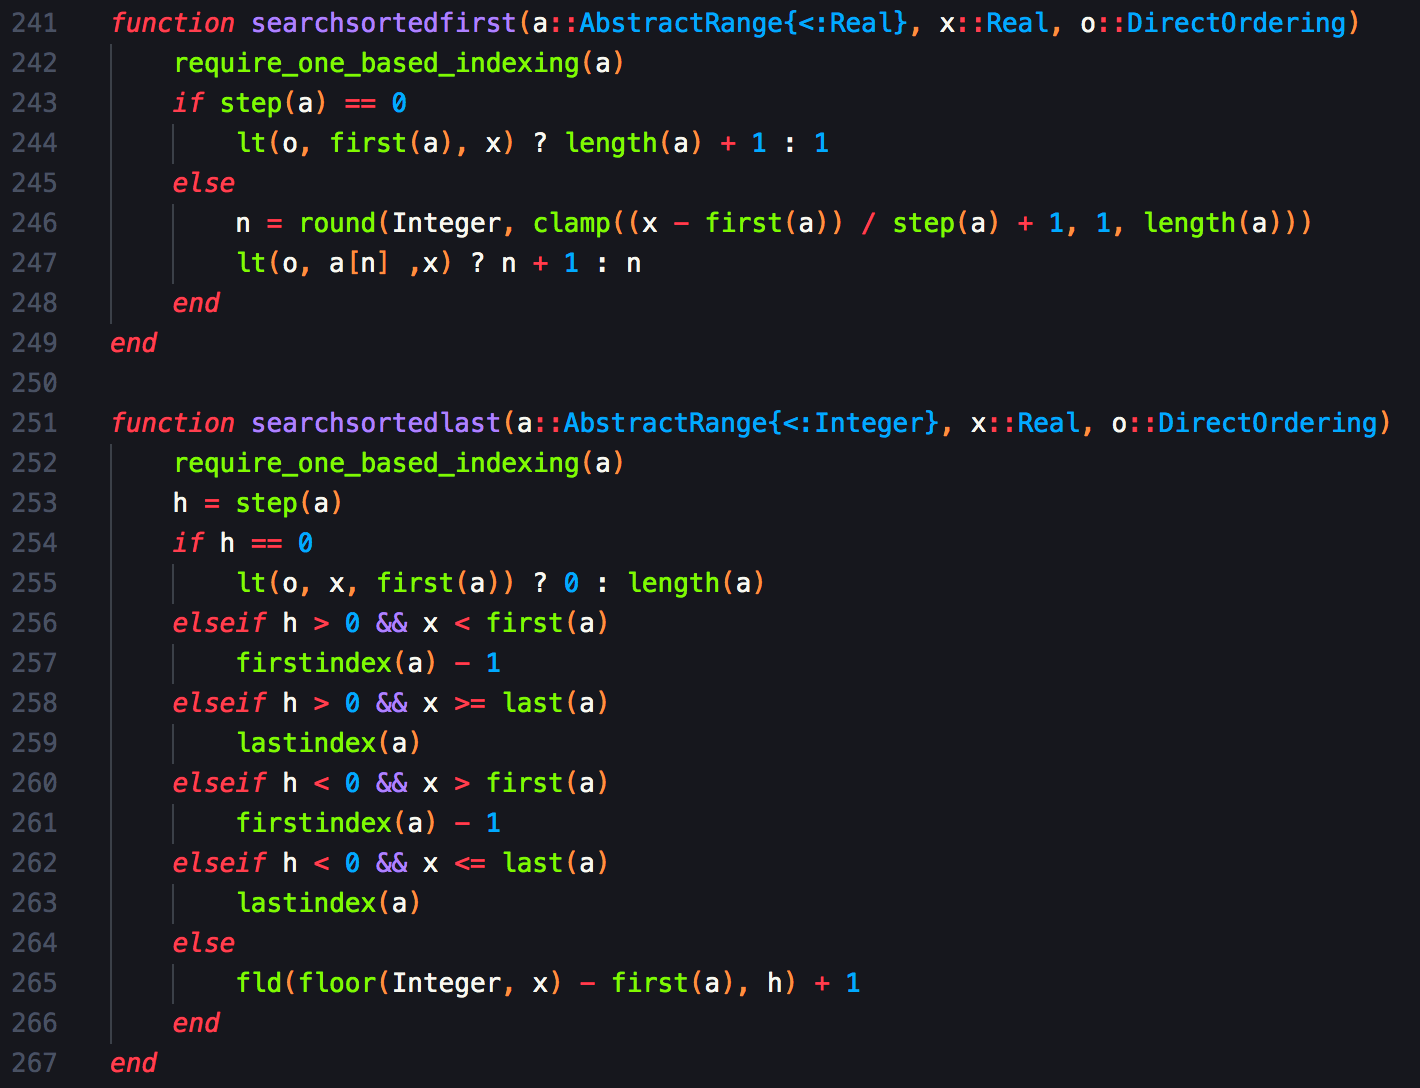 241 function searchsortedfirst(a::AbstractRange{<:Real}, x::Real, o::DirectOrdering)
242     require_one_based_indexing(a)
243     if step(a) == 0
244         lt(o, first(a), x) ? length(a) + 1 : 1
245     else
246         n = round(Integer, clamp((x - first(a)) / step(a) + 1, 1, length(a)))
247         lt(o, a[n] ,x) ? n + 1 : n
248     end
249 end
250
251 function searchsortedlast(a::AbstractRange{<:Integer}, x::Real, o::DirectOrdering)
252     require_one_based_indexing(a)
253     h = step(a)
254     if h == 0
255         lt(o, x, first(a)) ? 0 : length(a)
256     elseif h > 0 && x < first(a)
257         firstindex(a) - 1
258     elseif h > 0 && x >= last(a)
259         lastindex(a)
260     elseif h < 0 && x > first(a)
261         firstindex(a) - 1
262     elseif h < 0 && x <= last(a)
263         lastindex(a)
264     else
265         fld(floor(Integer, x) - first(a), h) + 1
266     end
267 end